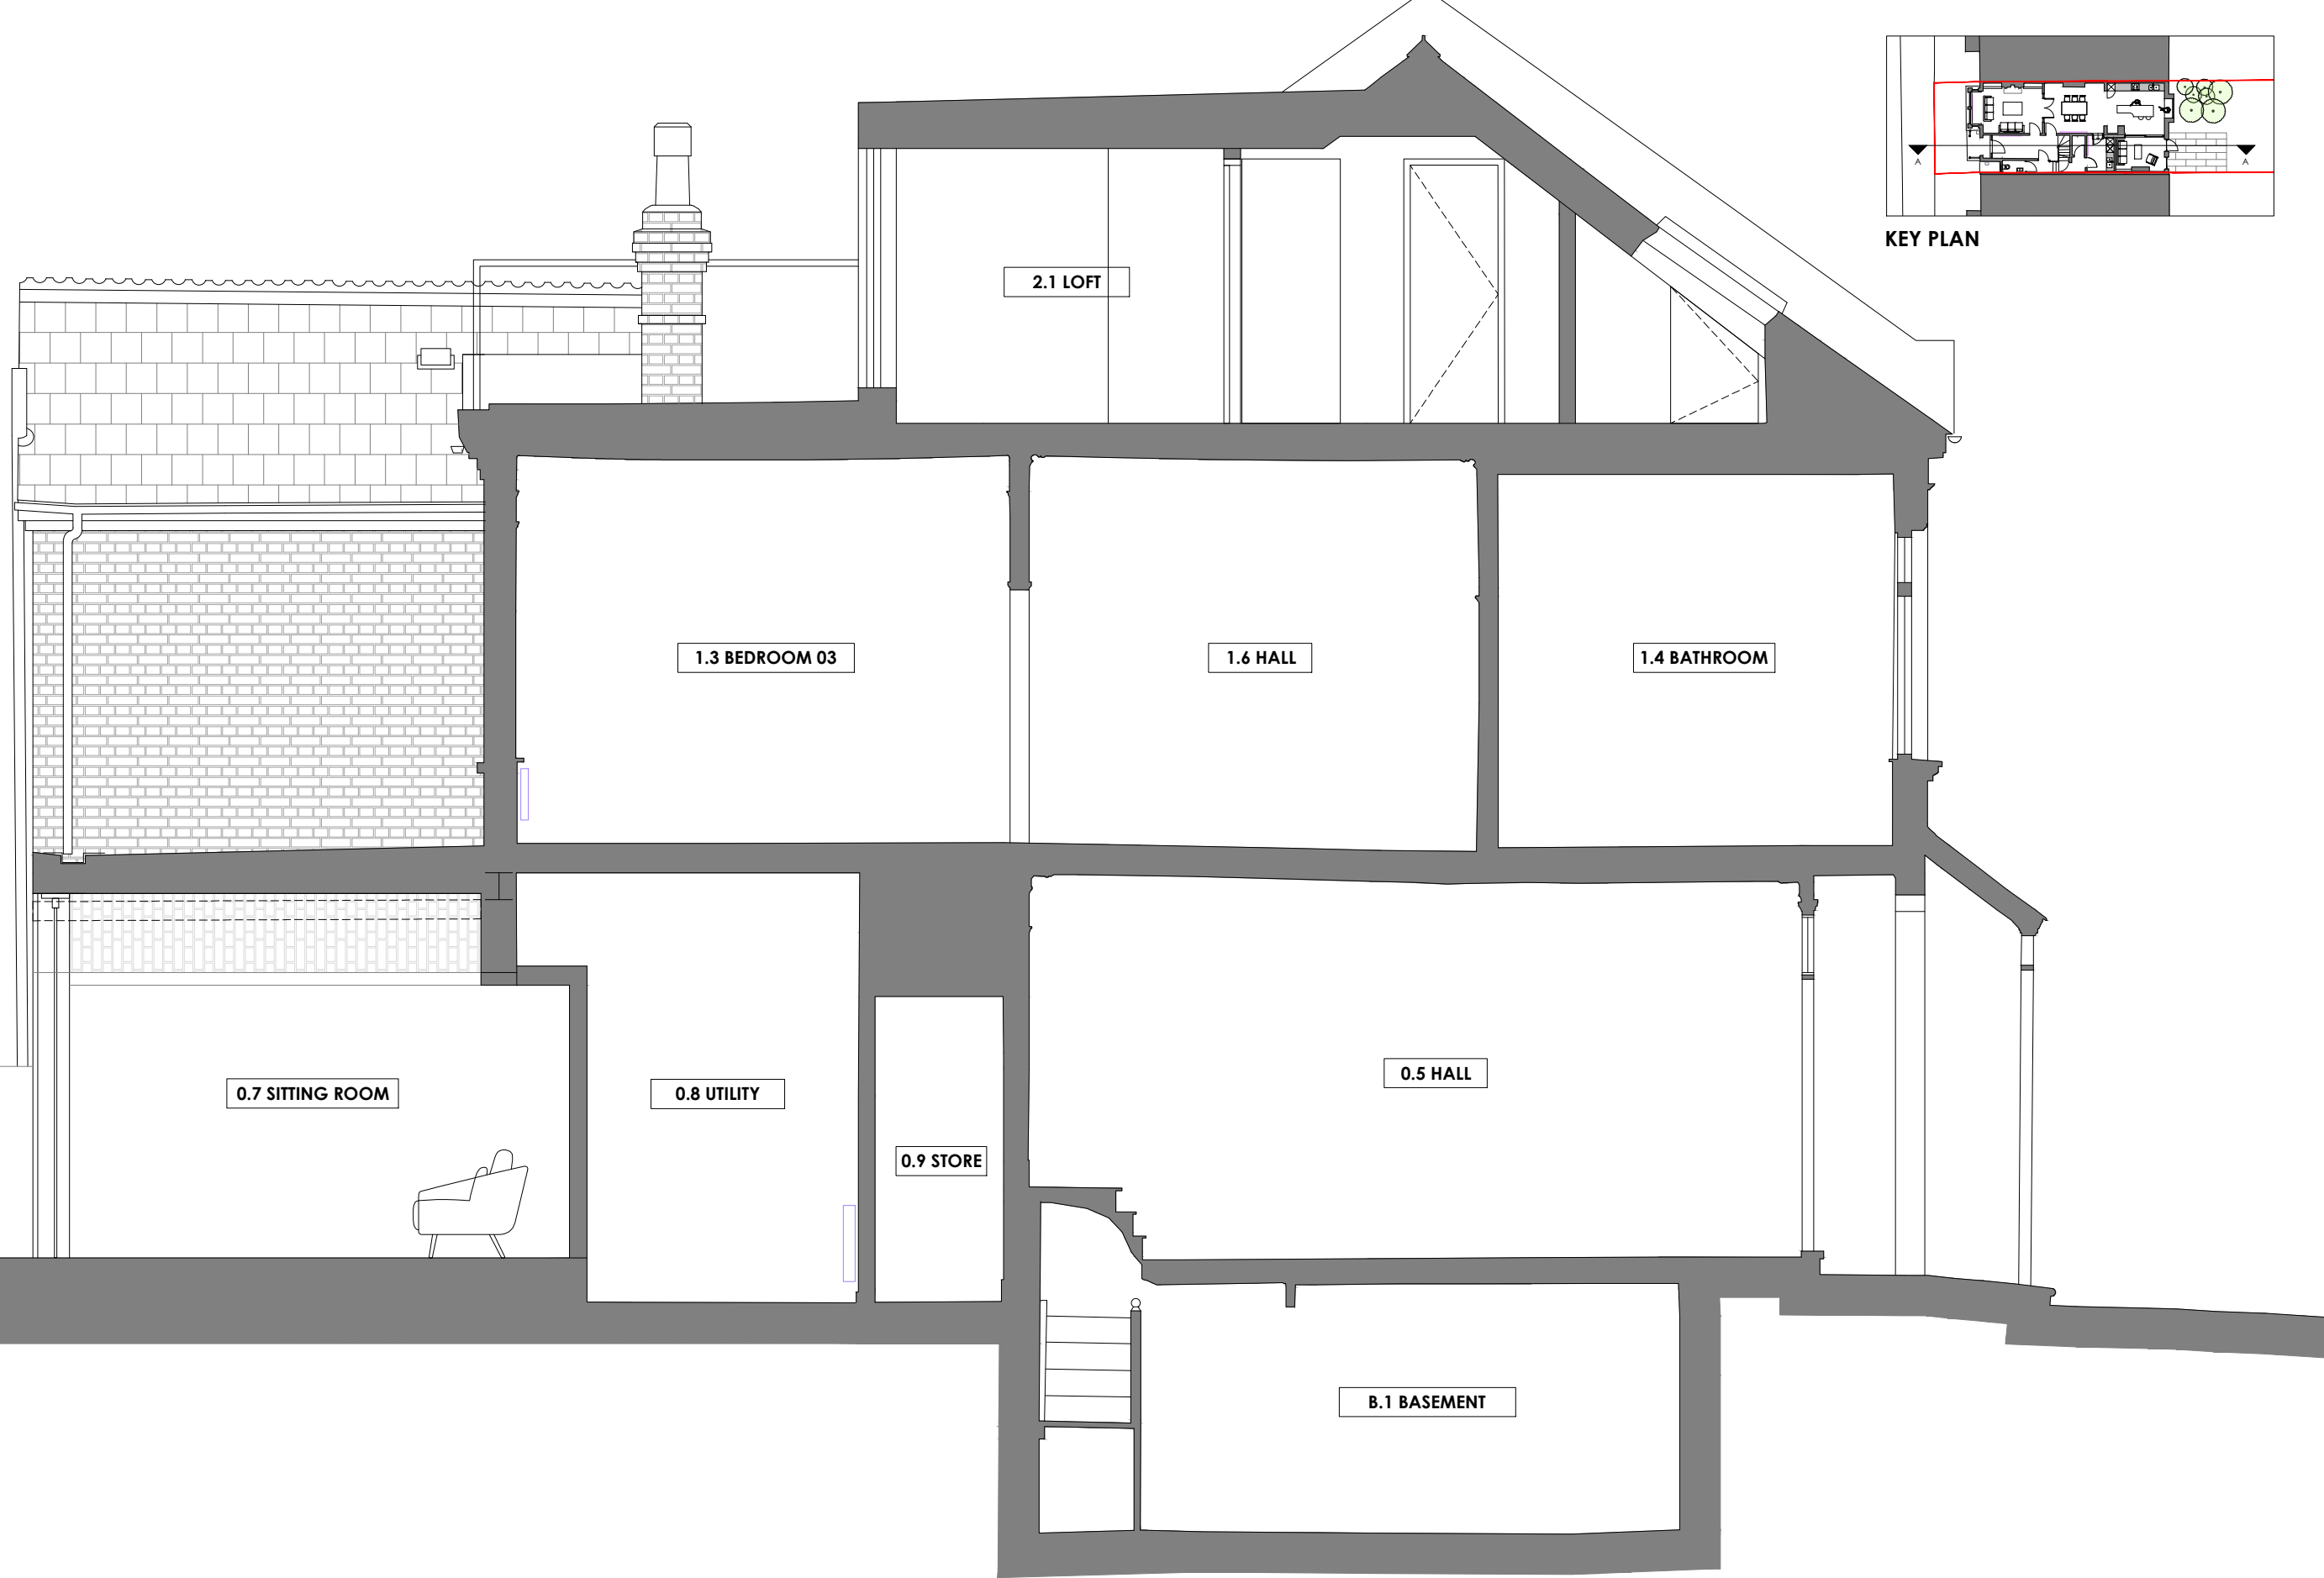 KEY PLAN
A
A
2.1 LOFT
1.3 BEDROOM 03
1.6 HALL
1.4 BATHROOM
0.7 SITTING ROOM
0.8 UTILITY
0.9 STORE
0.5 HALL
B.1 BASEMENT